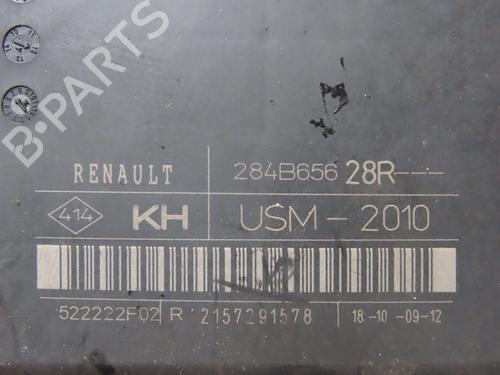 B-PARTS
RENAULT 284B656 28R---
414 KH USM-2010
522222F02 R 2157291578 18-10-09-12